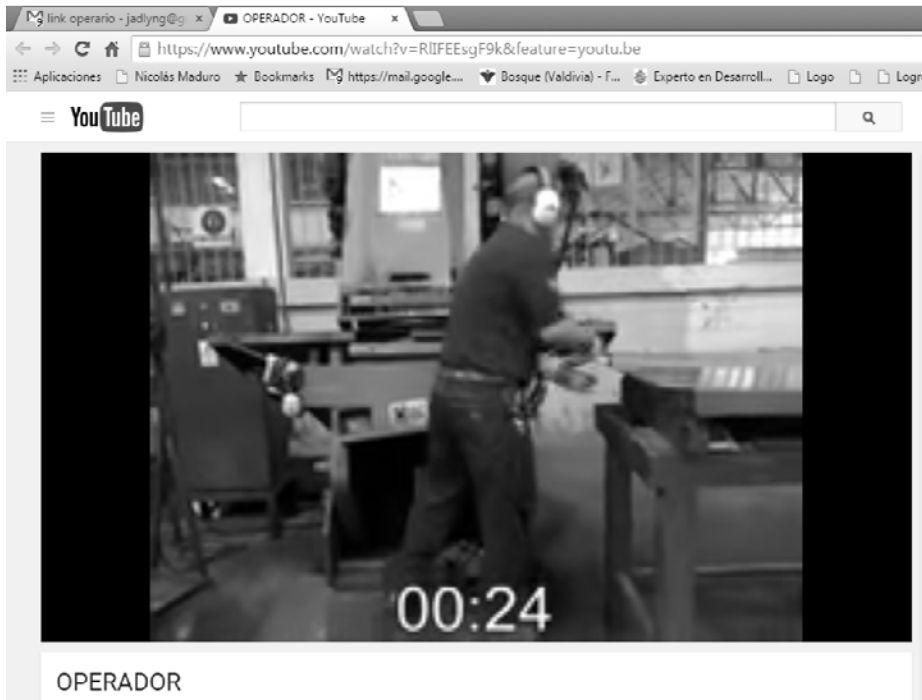 link operario - jadlyng@g
OPERADOR - YouTube
https://www.youtube.com/watch?v=RlIFEEsgF9k&feature=youtu.be
Aplicaciones Nicolás Maduro Bookmarks https://mail.google.... Bosque (Valdivia) - F... Experto en Desarroll... Logo Logr
YouTube
00:24
OPERADOR